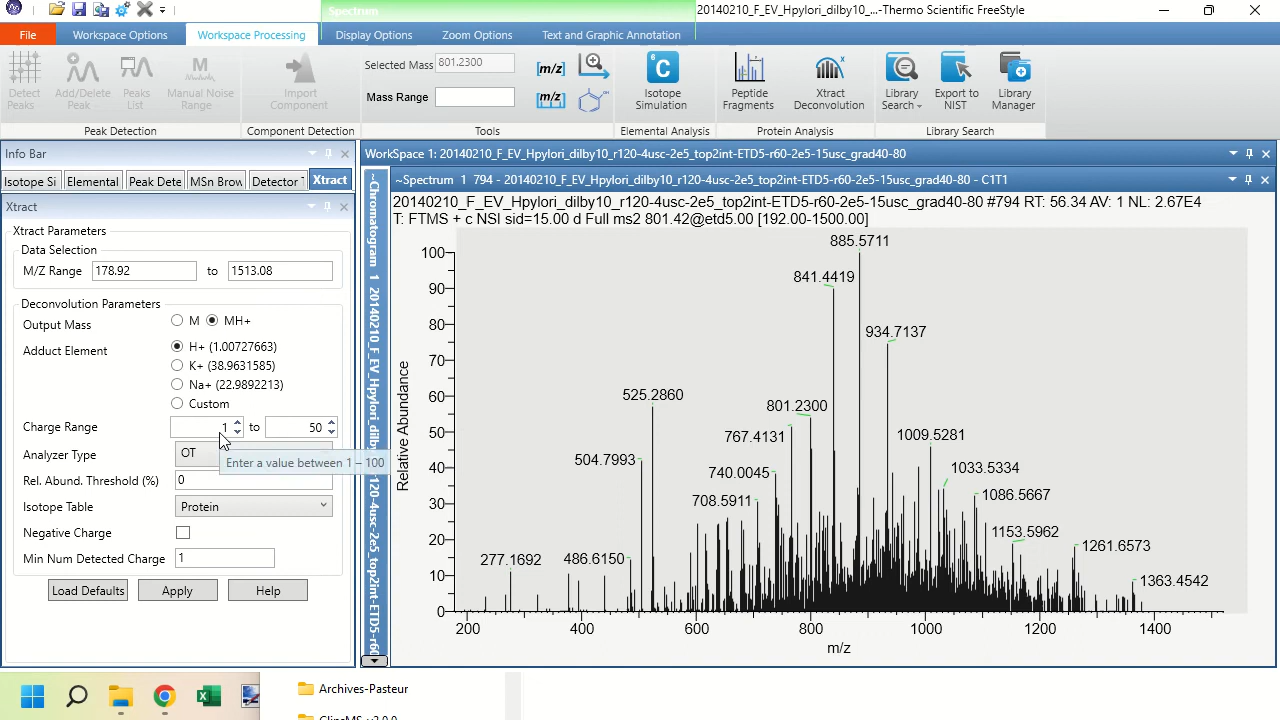 Spectrum
20140210_F_EV_Hpylori_dilby10_...-Thermo Scientific FreeStyle
File
Workspace Options
Workspace Processing
Display Options
Zoom Options
Text and Graphic Annotation
Detect Peaks
Add/Delete Peak
Peaks List
Manual Noise Range
Import Component
Selected Mass 801.2300
Mass Range
[m/z]
[m/z]
Isotope Simulation
Peptide Fragments
Xtract Deconvolution
Library Search
Export to NIST
Library Manager
Peak Detection
Component Detection
Tools
Elemental Analysis
Protein Analysis
Library Search
Info Bar
Isotope Si
Elemental
Peak Dete
MSn Brow
Detector T
Xtract
Xtract
Xtract Parameters
Data Selection
M/Z Range 178.92 to 1513.08
Deconvolution Parameters
Output Mass M MH+
Adduct Element H+ (1.00727663)
K+ (38.9631585)
Na+ (22.9892213)
Custom
Charge Range 1 to 50
Analyzer Type OT
Enter a value between 1 – 100
Rel. Abund. Threshold (%) 0
Isotope Table Protein
Negative Charge
Min Num Detected Charge 1
Load Defaults
Apply
Help
WorkSpace 1: 20140210_F_EV_Hpylori_dilby10_r120-4usc-2e5_top2int-ETD5-r60-2e5-15usc_grad40-80
~Spectrum 1 794 - 20140210_F_EV_Hpylori_dilby10_r120-4usc-2e5_top2int-ETD5-r60-2e5-15usc_grad40-80 - C1T1
20140210_F_EV_Hpylori_dilby10_r120-4usc-2e5_top2int-ETD5-r60-2e5-15usc_grad40-80 #794 RT: 56.34 AV: 1 NL: 2.67E4
T: FTMS + c NSI sid=15.00 d Full ms2 801.42@etd5.00 [192.00-1500.00]
~Chromatogram 1 20140210_F_EV_Hpylori_dilby10_r120-4usc-2e5_top2int-ETD5-r60
Relative Abundance
100
90
80
70
60
50
40
30
20
10
0
885.5711
841.4419
934.7137
525.2860
801.2300
767.4131
1009.5281
504.7993
740.0045
1033.5334
708.5911
1086.5667
1153.5962
277.1692
486.6150
1261.6573
1363.4542
200
400
600
800
1000
1200
1400
m/z
Archives-Pasteur